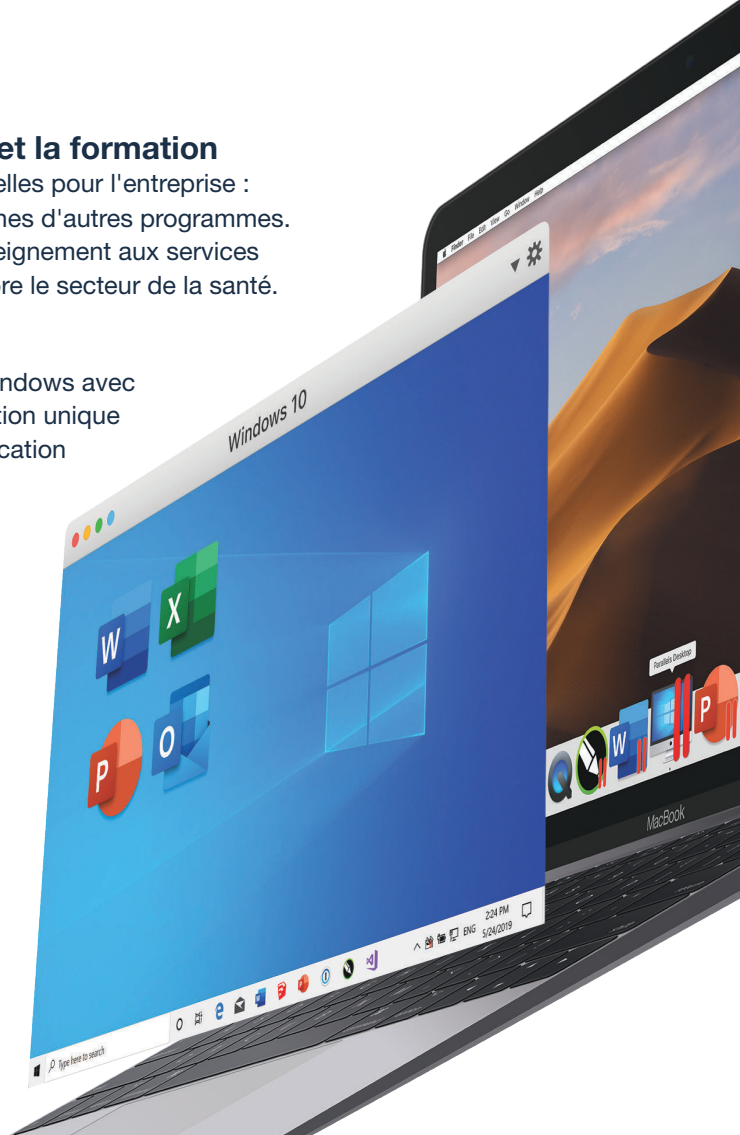 et la formation
elles pour l'entreprise :
nes d'autres programmes.
eignement aux services
re le secteur de la santé.
ndows avec
tion unique
cation
Finder File Edit View Go Window Help
Windows 10
W
X
P
O
Parallels Desktop
W
P
MacBook
ENG
2:24 PM
5/24/2019
Type here to search